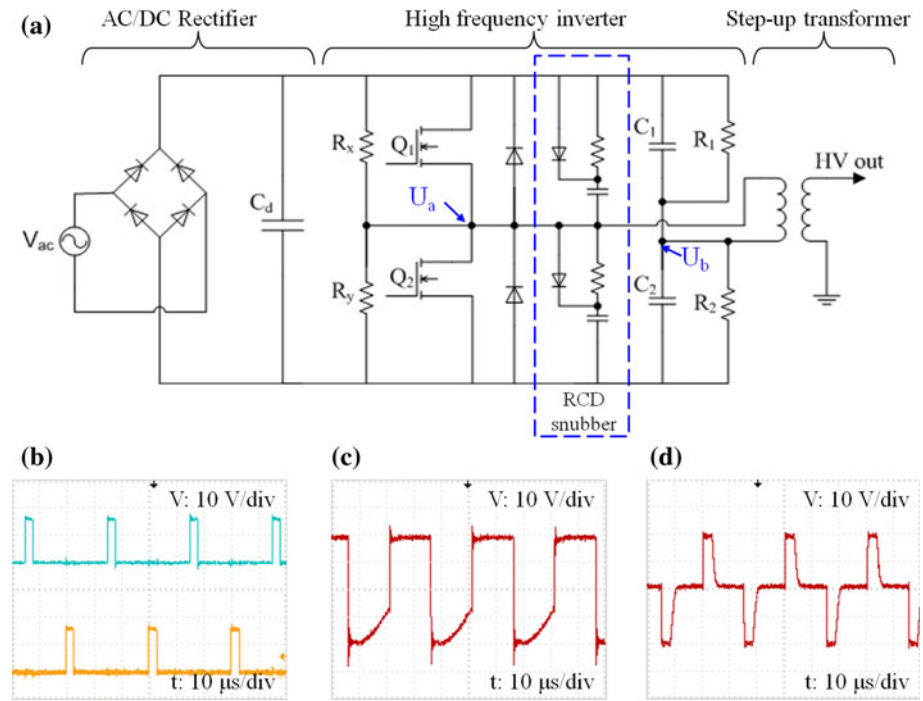 (a)
AC/DC Rectifier
High frequency inverter
Step-up transformer
Vac
Cd
Rx
Ry
Q1
Q2
Ua
C1
R1
Ub
C2
R2
HV out
RCD
snubber
(b)
V: 10 V/div
t: 10 μs/div
(c)
V: 10 V/div
t: 10 μs/div
(d)
V: 10 V/div
t: 10 μs/div